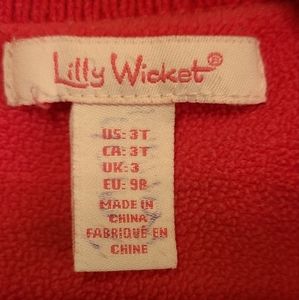 Lilly Wicket®
US: 3T
CA: 3T
UK: 3
EU: 98
MADE IN
CHINA
FABRIQUÉ EN
CHINE